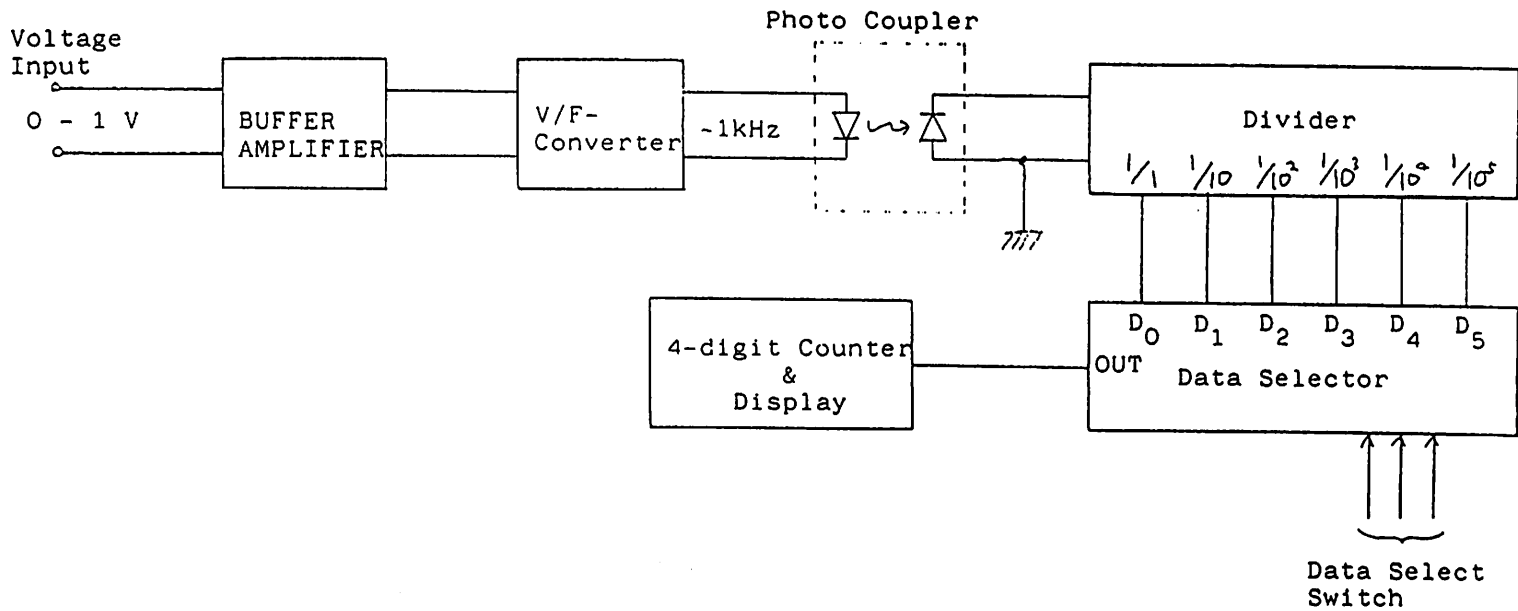 Photo Coupler
Voltage
Input
0 - 1 V
BUFFER
AMPLIFIER
V/F-
Converter
~1kHz
Divider
1/1 1/10 1/10² 1/10³ 1/10⁴ 1/10⁵
D₀ D₁ D₂ D₃ D₄ D₅
OUT
Data Selector
4-digit Counter
&
Display
Data Select
Switch